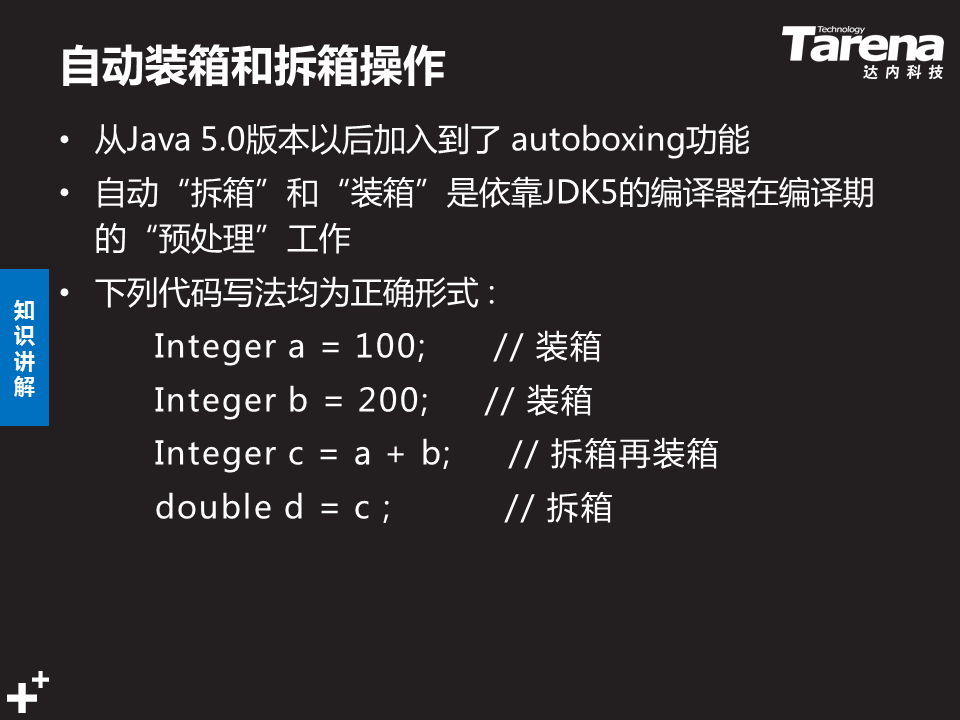 自动装箱和拆箱操作
Technology
Tarena
达内科技
• 从Java 5.0版本以后加入到了 autoboxing功能
• 自动“拆箱”和“装箱”是依靠JDK5的编译器在编译期
的“预处理”工作
• 下列代码写法均为正确形式：
Integer a = 100; // 装箱
Integer b = 200; // 装箱
Integer c = a + b; // 拆箱再装箱
double d = c ; // 拆箱
知
识
讲
解